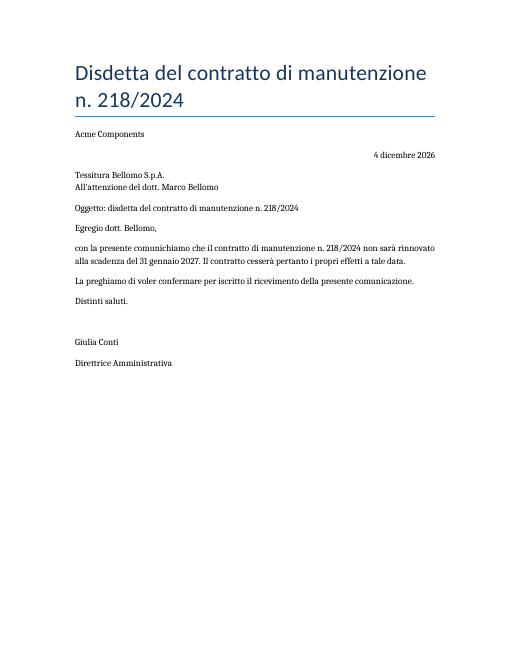 Disdetta del contratto di manutenzione
n. 218/2024
Acme Components
4 dicembre 2026
Tessitura Bellomo S.p.A.
All'attenzione del dott. Marco Bellomo
Oggetto: disdetta del contratto di manutenzione n. 218/2024
Egregio dott. Bellomo,
con la presente comunichiamo che il contratto di manutenzione n. 218/2024 non sarà rinnovato
alla scadenza del 31 gennaio 2027. Il contratto cesserà pertanto i propri effetti a tale data.
La preghiamo di voler confermare per iscritto il ricevimento della presente comunicazione.
Distinti saluti.
Giulia Conti
Direttrice Amministrativa